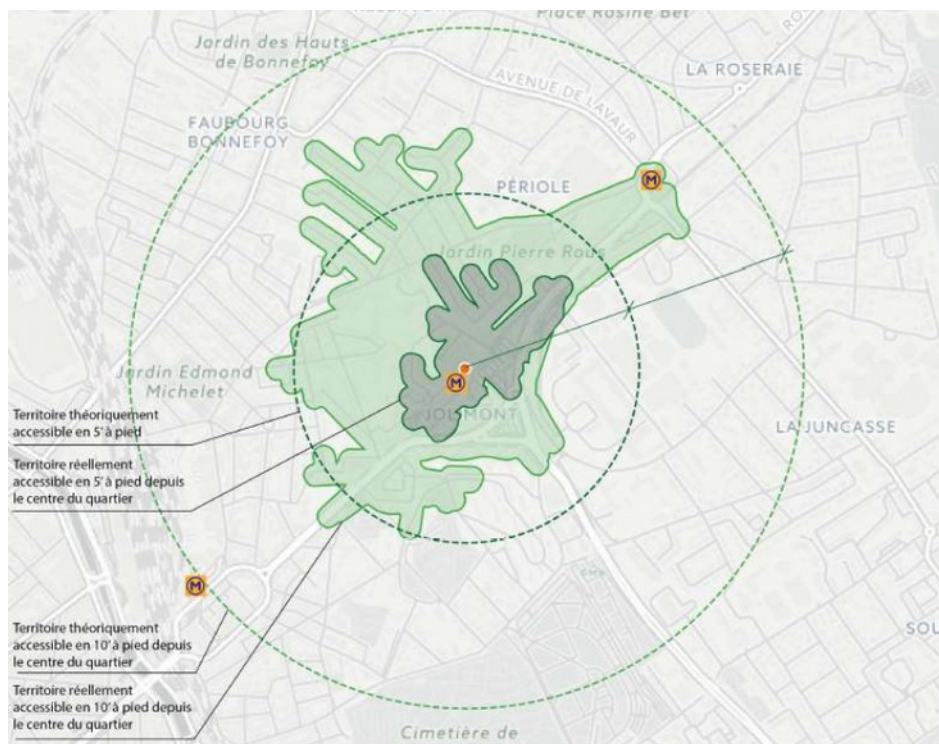 Place Rosine Bet
Jardin des Hauts
de Bonnefoy
LA ROSERAIE
AVENUE DE LAVAUR
FAUBOURG
BONNEFOY
M
PÉRIOLE
Jardin Pierre Rous
Jardin Edmond
Michelet
M
JOLIMONT
Territoire théoriquement
accessible en 5' à pied
LA JUNCASSE
Territoire réellement
accessible en 5' à pied depuis
le centre du quartier
M
Territoire théoriquement
accessible en 10' à pied depuis
le centre du quartier
SOU
Territoire réellement
accessible en 10' à pied depuis
le centre du quartier
Cimetière de